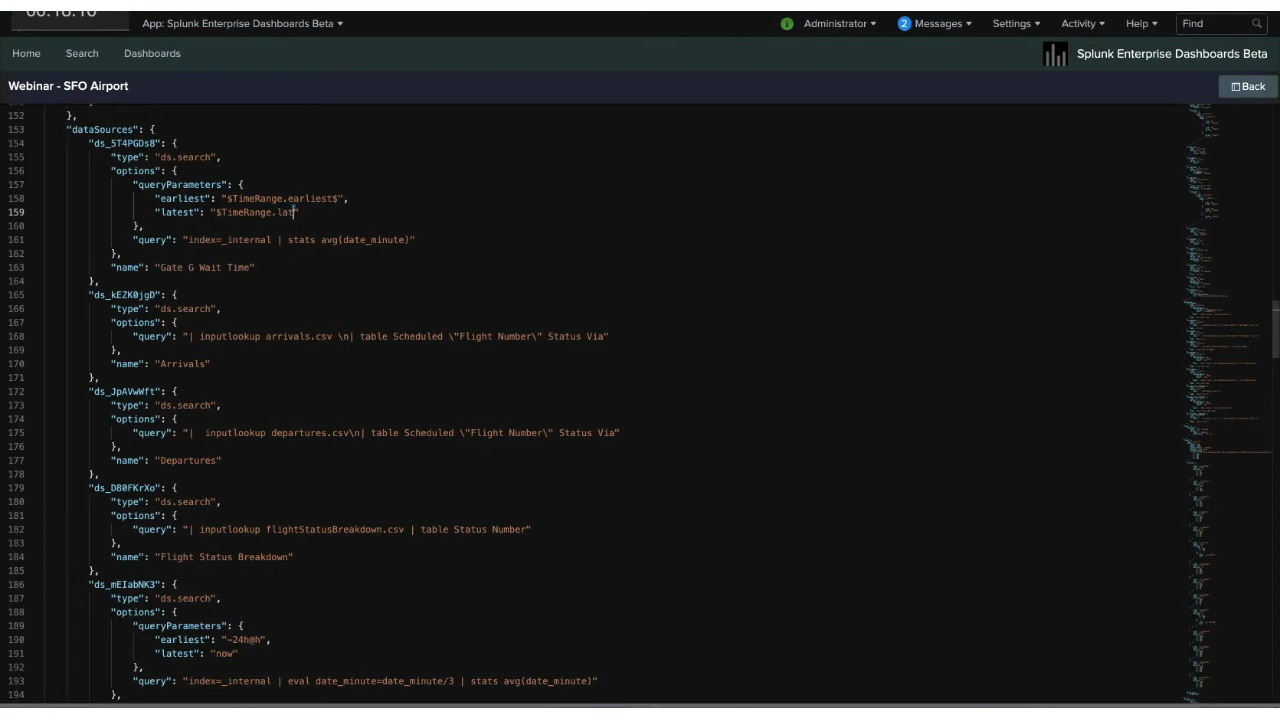 00:16:10
App: Splunk Enterprise Dashboards Beta
i
Administrator
2 Messages
Settings
Activity
Help
Find
Home
Search
Dashboards
Splunk Enterprise Dashboards Beta
Webinar - SFO Airport
Back
152 },
153 "dataSources": {
154 "ds_5T4PGDs8": {
155 "type": "ds.search",
156 "options": {
157 "queryParameters": {
158 "earliest": "$TimeRange.earliest$",
159 "latest": "$TimeRange.lat"
160 },
161 "query": "index=_internal | stats avg(date_minute)"
162 },
163 "name": "Gate G Wait Time"
164 },
165 "ds_kEZK0jgD": {
166 "type": "ds.search",
167 "options": {
168 "query": "| inputlookup arrivals.csv \n| table Scheduled \"Flight Number\" Status Via"
169 },
170 "name": "Arrivals"
171 },
172 "ds_JpAVwWft": {
173 "type": "ds.search",
174 "options": {
175 "query": "|  inputlookup departures.csv\n| table Scheduled \"Flight Number\" Status Via"
176 },
177 "name": "Departures"
178 },
179 "ds_D80FKrXo": {
180 "type": "ds.search",
181 "options": {
182 "query": "| inputlookup flightStatusBreakdown.csv | table Status Number"
183 },
184 "name": "Flight Status Breakdown"
185 },
186 "ds_mEIabNK3": {
187 "type": "ds.search",
188 "options": {
189 "queryParameters": {
190 "earliest": "-24h@h",
191 "latest": "now"
192 },
193 "query": "index=_internal | eval date_minute=date_minute/3 | stats avg(date_minute)"
194 },